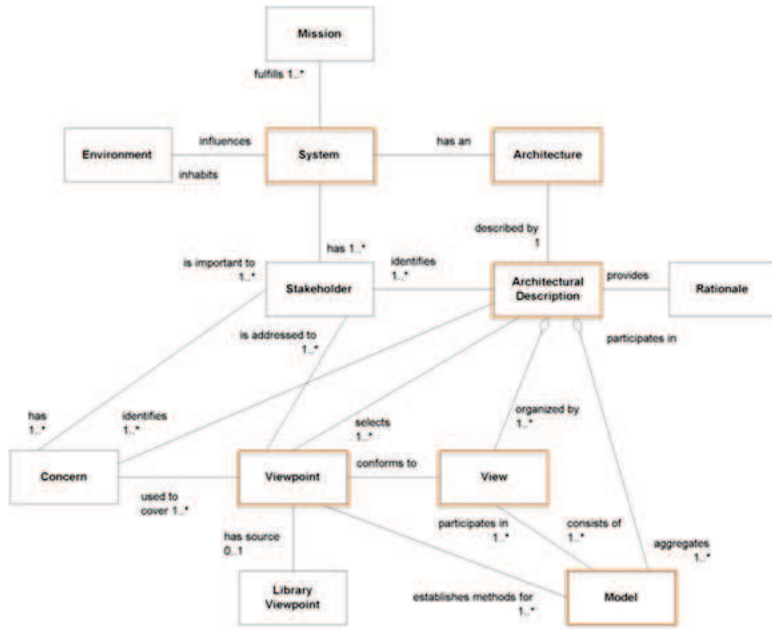 Mission
fulfills 1..*
Environment
influences
inhabits
System
has an
Architecture
described by
1
has 1..*
is important to
1..*
Stakeholder
identifies
1..*
Architectural
Description
provides
Rationale
is addressed to
1..*
participates in
has
1..*
identifies
1..*
selects
1..*
organized by
1..*
Concern
used to
cover 1..*
Viewpoint
conforms to
View
has source
0..1
participates in
1..*
consists of
1..*
aggregates
1..*
Library
Viewpoint
establishes methods for
1..*
Model